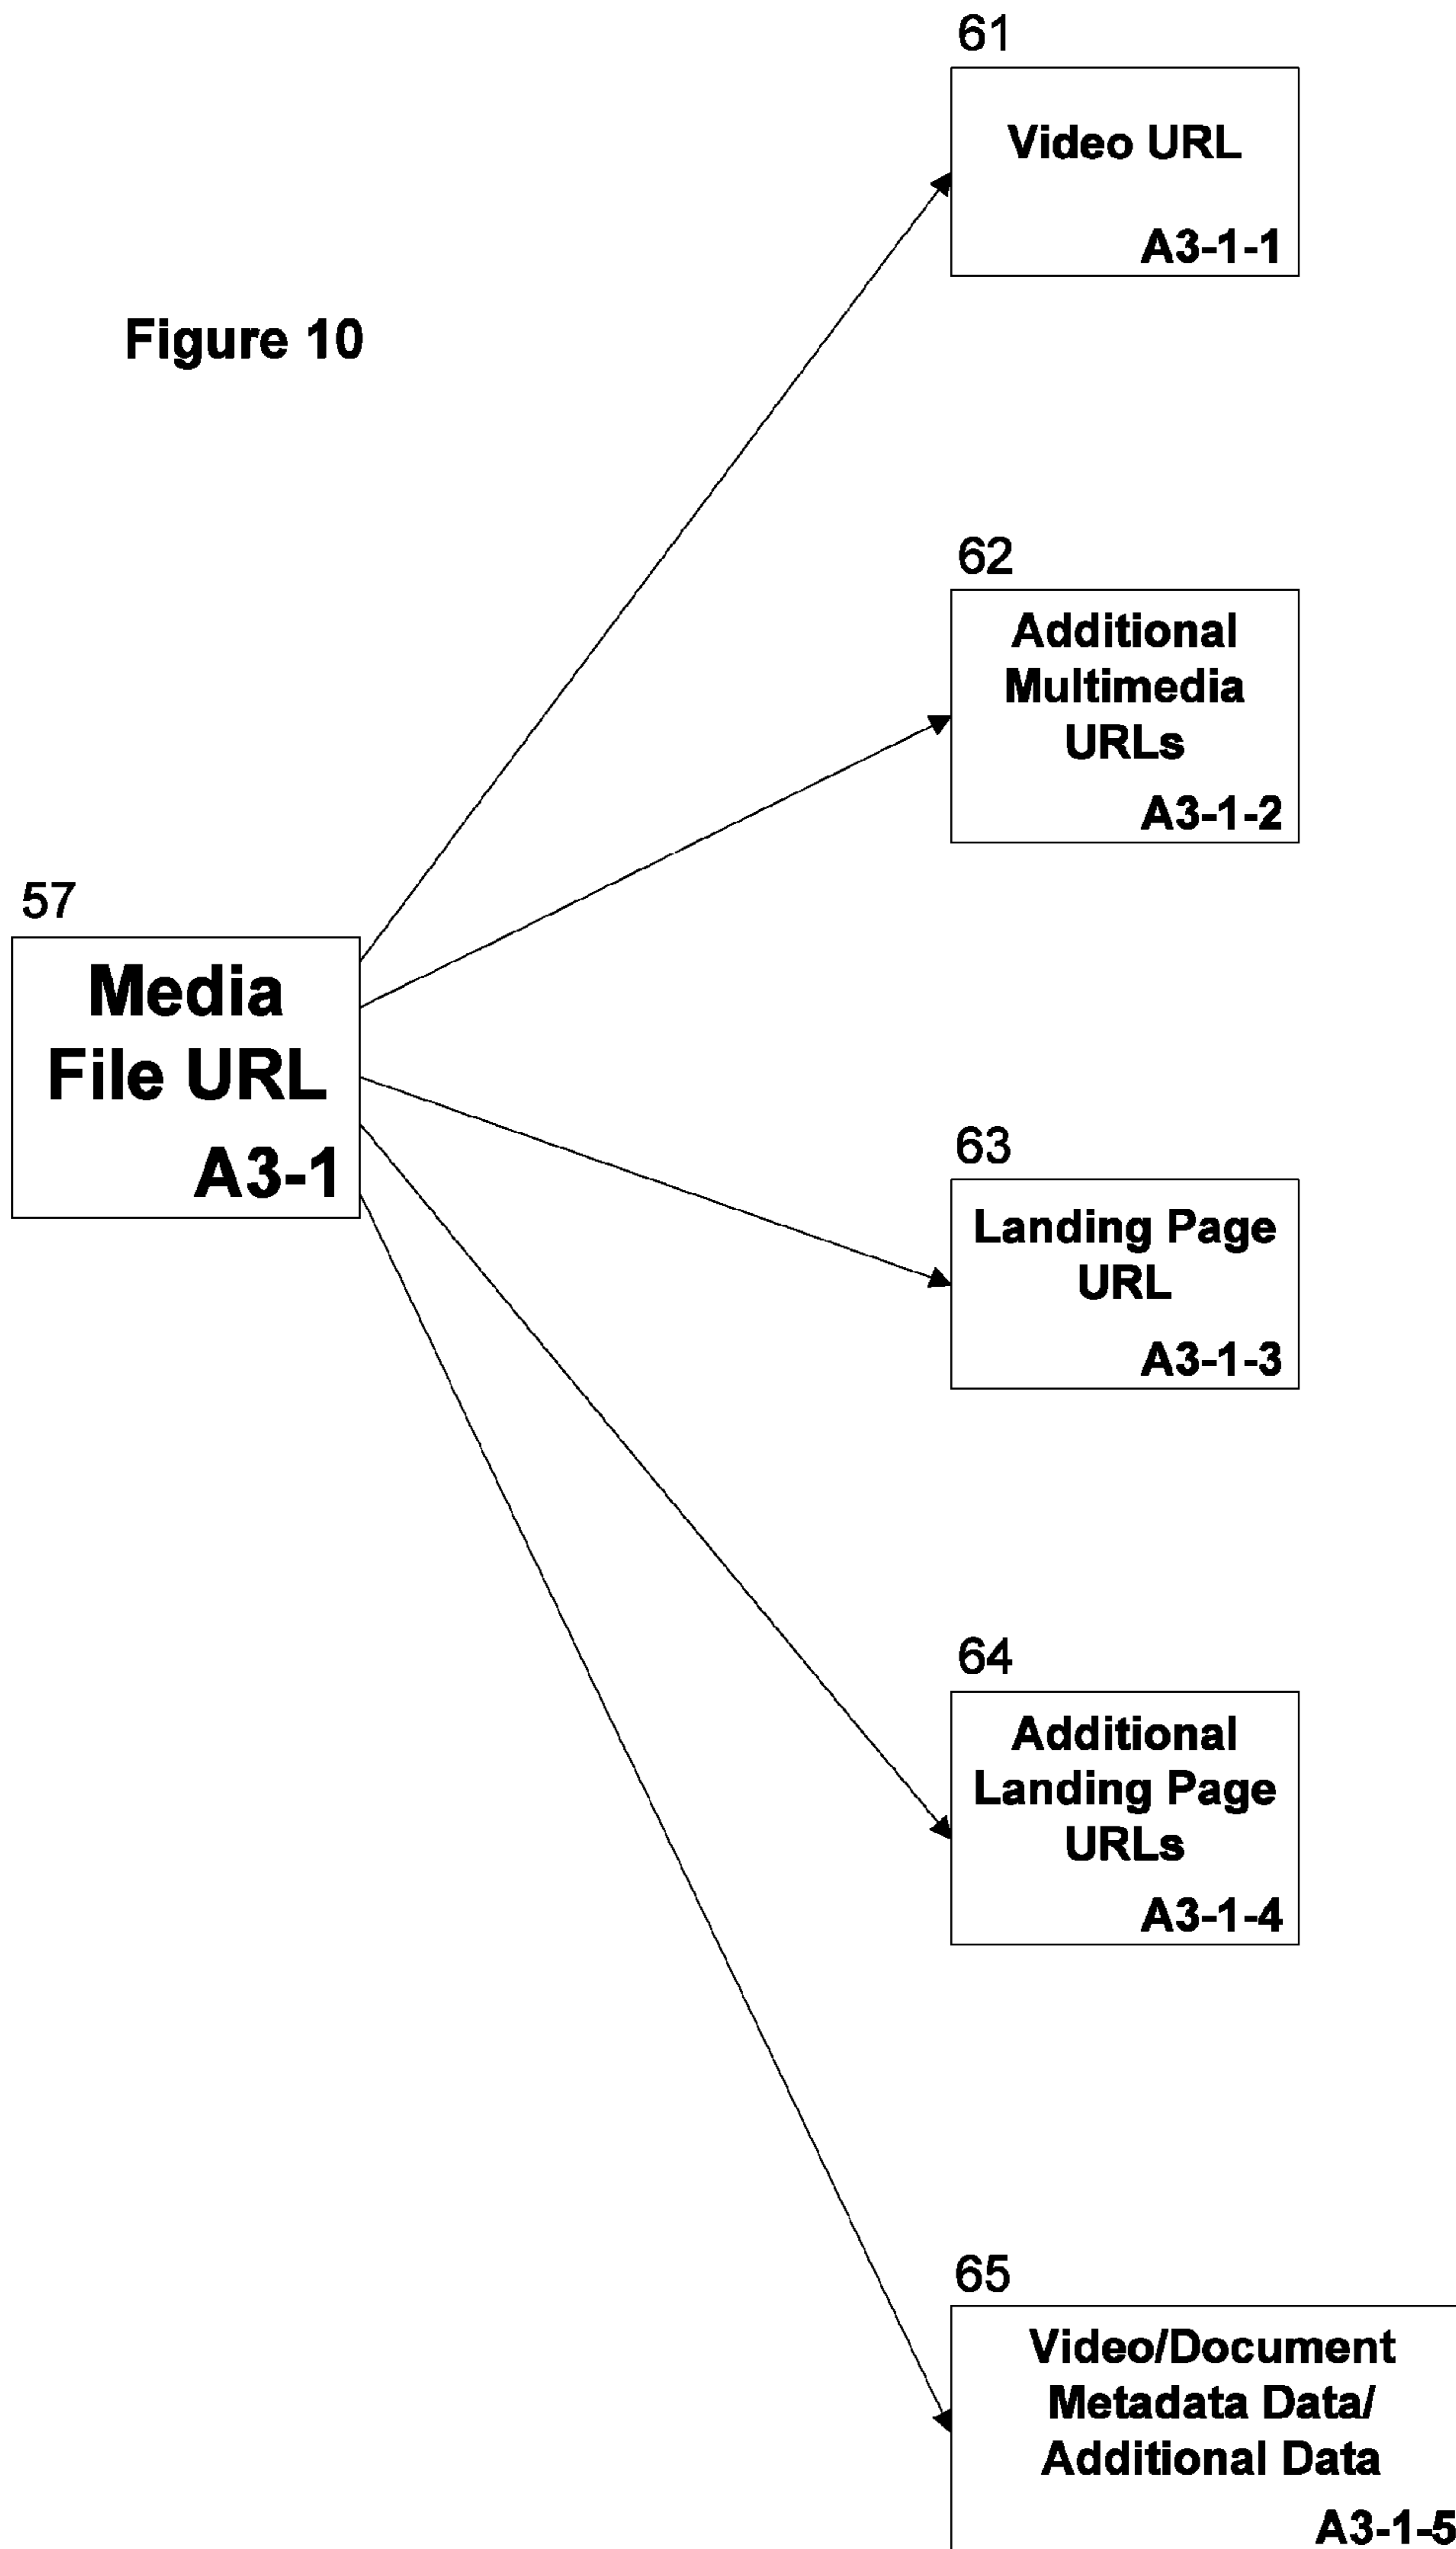 61
Video URL
A3-1-1
Figure 10
62
Additional
Multimedia
URLs
A3-1-2
57
Media
File URL
A3-1
63
Landing Page
URL
A3-1-3
64
Additional
Landing Page
URLs
A3-1-4
65
Video/Document
Metadata Data/
Additional Data
A3-1-5